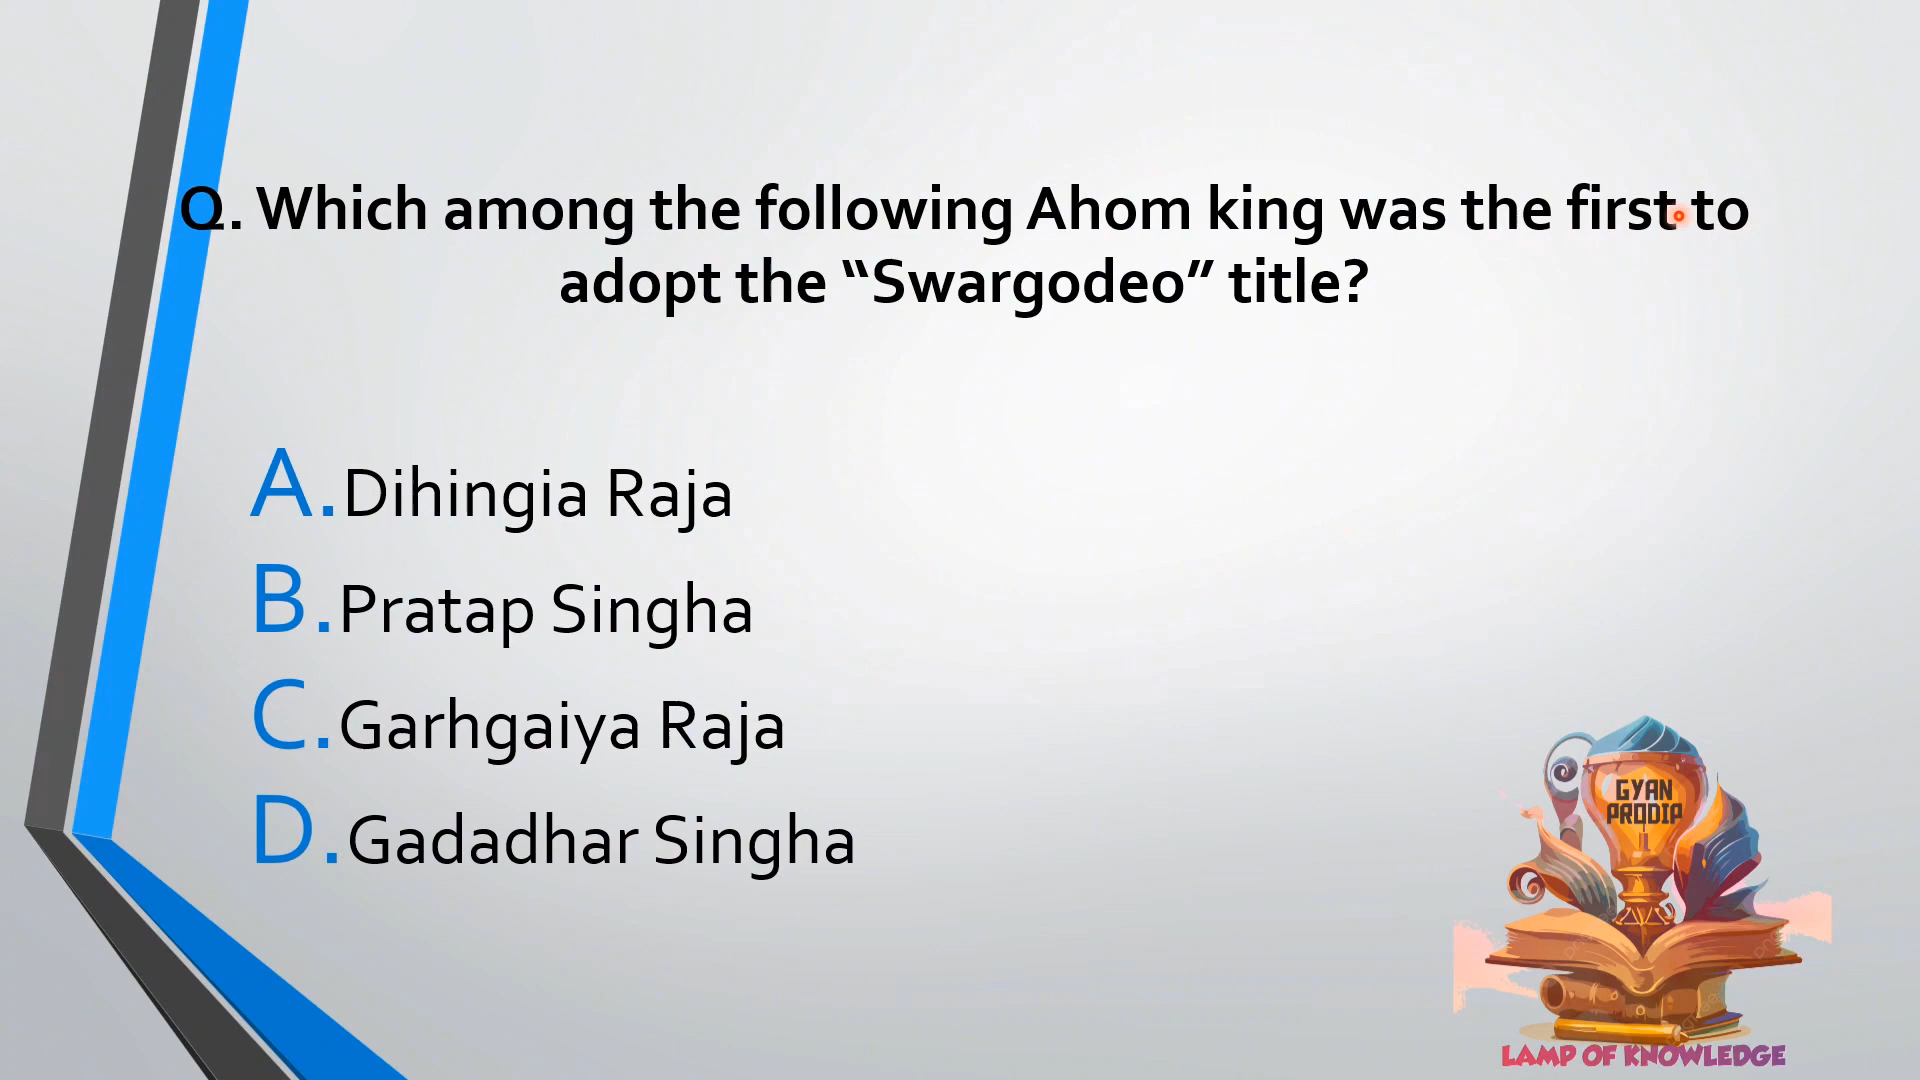 Q. Which among the following Ahom king was the first to
adopt the “Swargodeo” title?
A.Dihingia Raja
B.Pratap Singha
C.Garhgaiya Raja
D.Gadadhar Singha
GYAN
PRODIP
LAMP OF KNOWLEDGE